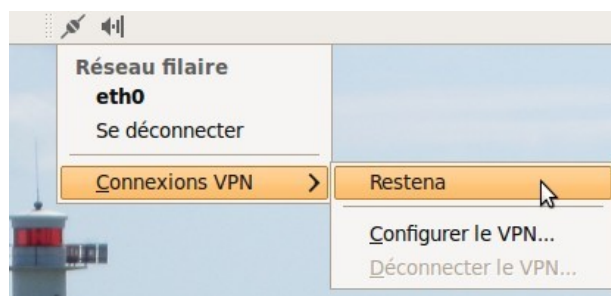 Réseau filaire
eth0
Se déconnecter
Connexions VPN
Restena
Configurer le VPN...
Déconnecter le VPN...